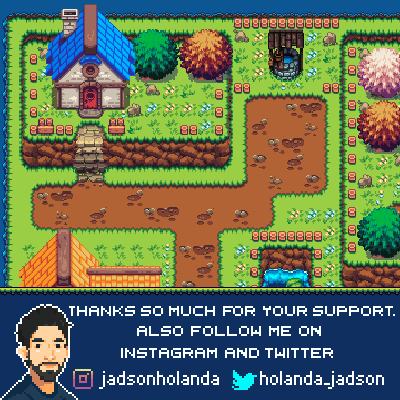 THANKS SO MUCH FOR YOUR SUPPORT.
ALSO FOLLOW ME ON
INSTAGRAM AND TWITTER
jadsonholanda holanda_jadson